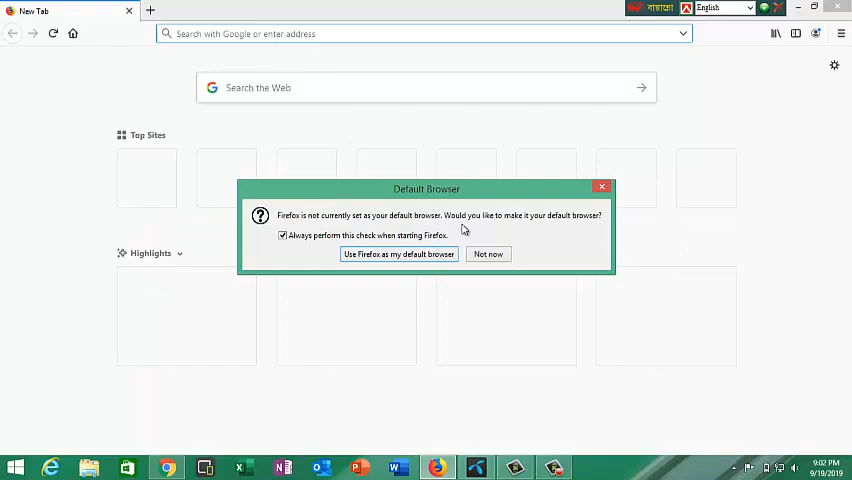 New Tab
বায়ান্নো
English
Search with Google or enter address
Search the Web
Top Sites
Default Browser
Firefox is not currently set as your default browser. Would you like to make it your default browser?
Always perform this check when starting Firefox.
Use Firefox as my default browser
Not now
Highlights
9:02 PM
9/19/2019